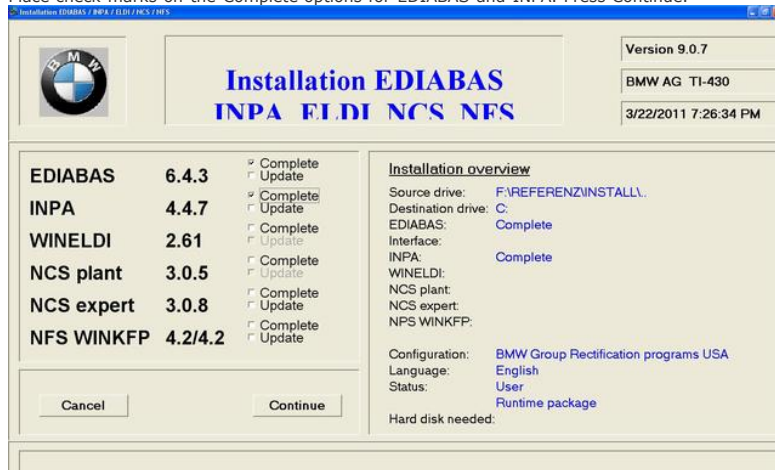 Place check marks on the Complete options for EDIABAS and INPA. Press Continue.
Installation EDIABAS / INPA / ELDI / NCS / NFS
BMW
Installation EDIABAS
INPA ELDI NCS NFS
Version 9.0.7
BMW AG TI-430
3/22/2011 7:26:34 PM
EDIABAS 6.4.3 Complete
Update
INPA 4.4.7 Complete
Update
WINELDI 2.61 Complete
Update
NCS plant 3.0.5 Complete
Update
NCS expert 3.0.8 Complete
Update
NFS WINKFP 4.2/4.2 Complete
Update
Cancel
Continue
Installation overview
Source drive: F:\REFERENZ\INSTALL\..
Destination drive: C:
EDIABAS: Complete
Interface:
INPA: Complete
WINELDI:
NCS plant:
NCS expert:
NPS WINKFP:
Configuration: BMW Group Rectification programs USA
Language: English
Status: User
Runtime package
Hard disk needed: